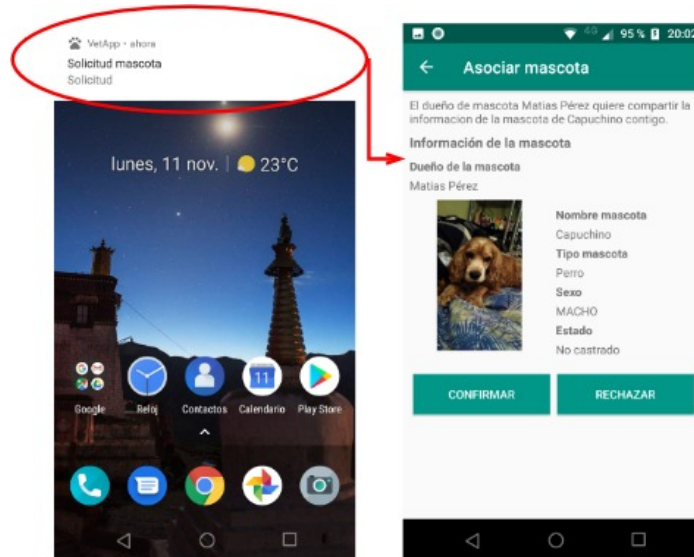 VetApp • ahora
Solicitud mascota
Solicitud
lunes, 11 nov. | 23°C
Google Reloj Contactos Calendario Play Store
11
4G 95 % 20:02
Asociar mascota
El dueño de mascota Matias Pérez quiere compartir la
informacion de la mascota de Capuchino contigo.
Información de la mascota
Dueño de la mascota
Matias Pérez
Nombre mascota
Capuchino
Tipo mascota
Perro
Sexo
MACHO
Estado
No castrado
CONFIRMAR RECHAZAR